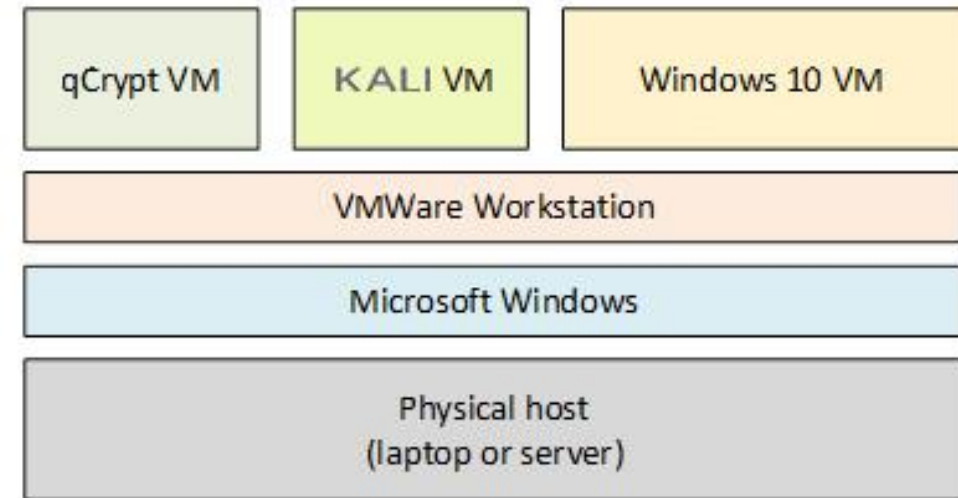 qCrypt VM
KALI VM
Windows 10 VM
VMWare Workstation
Microsoft Windows
Physical host
(laptop or server)